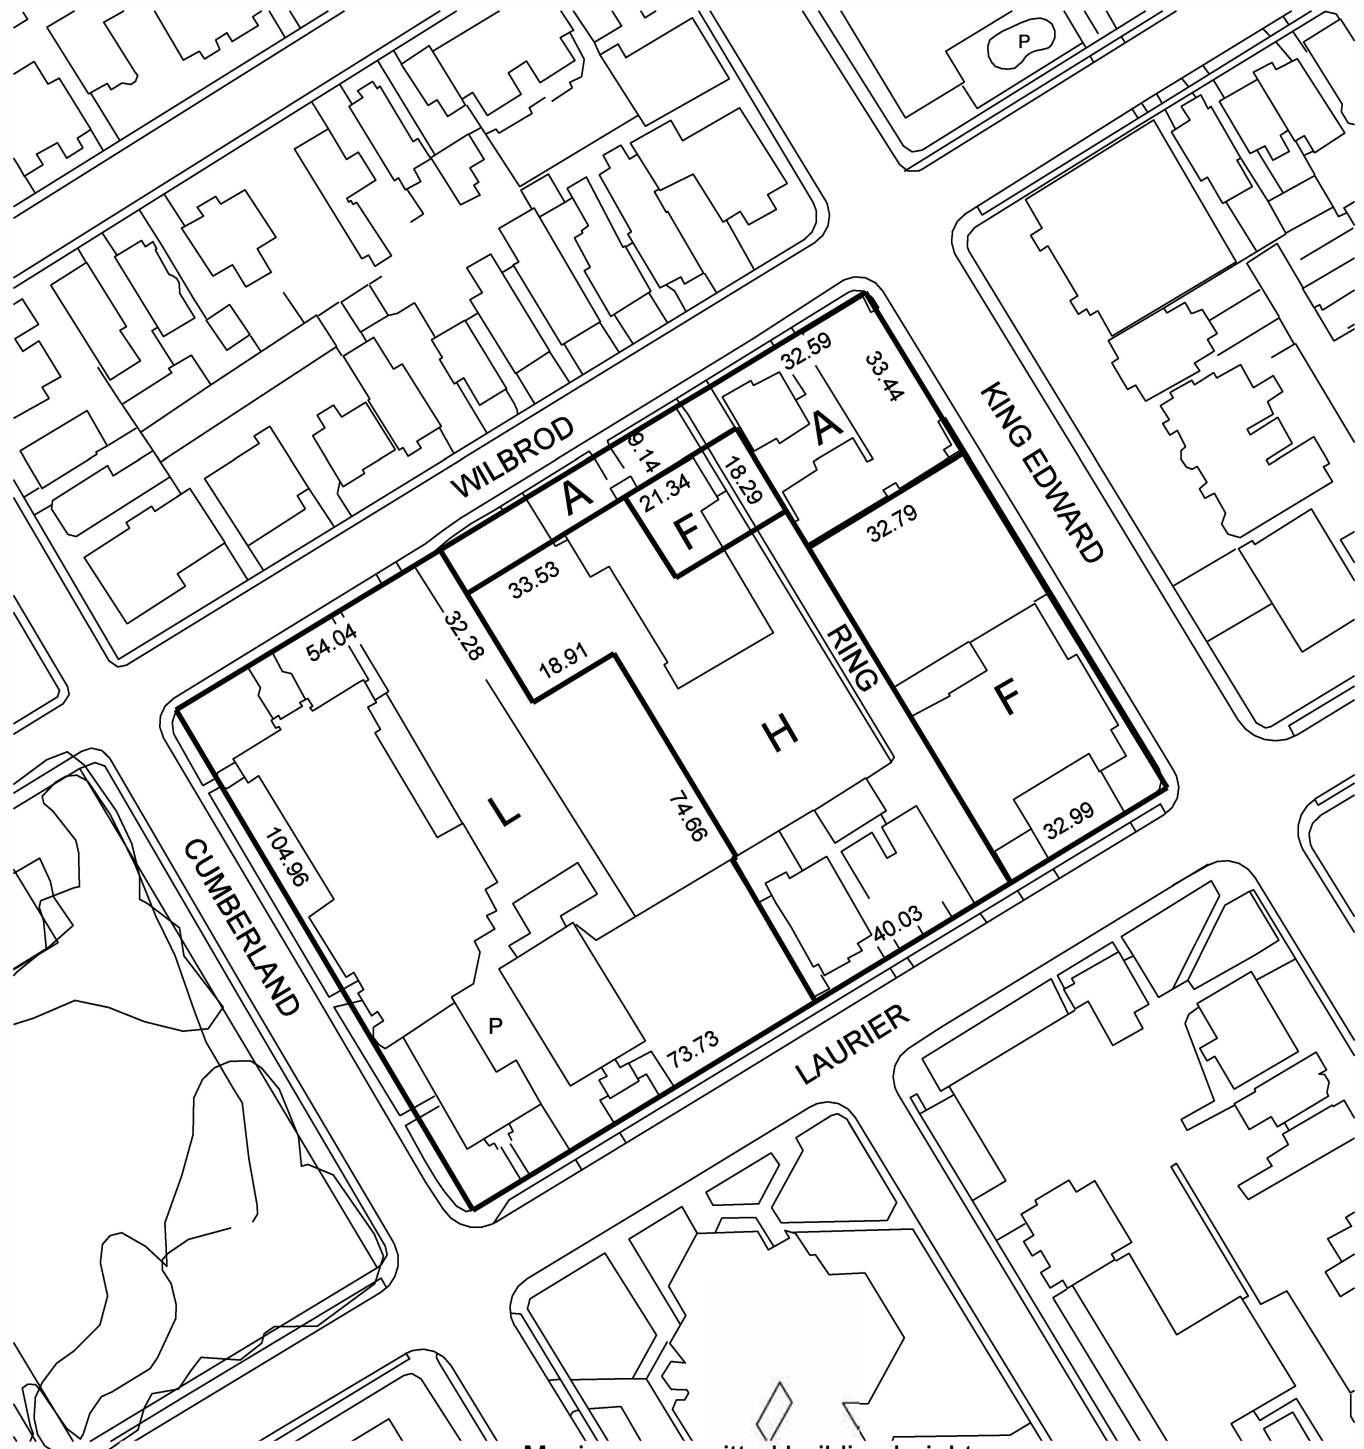 P
32.59
33.44
KING EDWARD
WILBROD
A
9.14
A
21.34
18.29
F
32.79
33.53
54.04
32.28
18.91
RING
F
H
L
74.66
32.99
104.96
CUMBERLAND
40.03
P
73.73
LAURIER